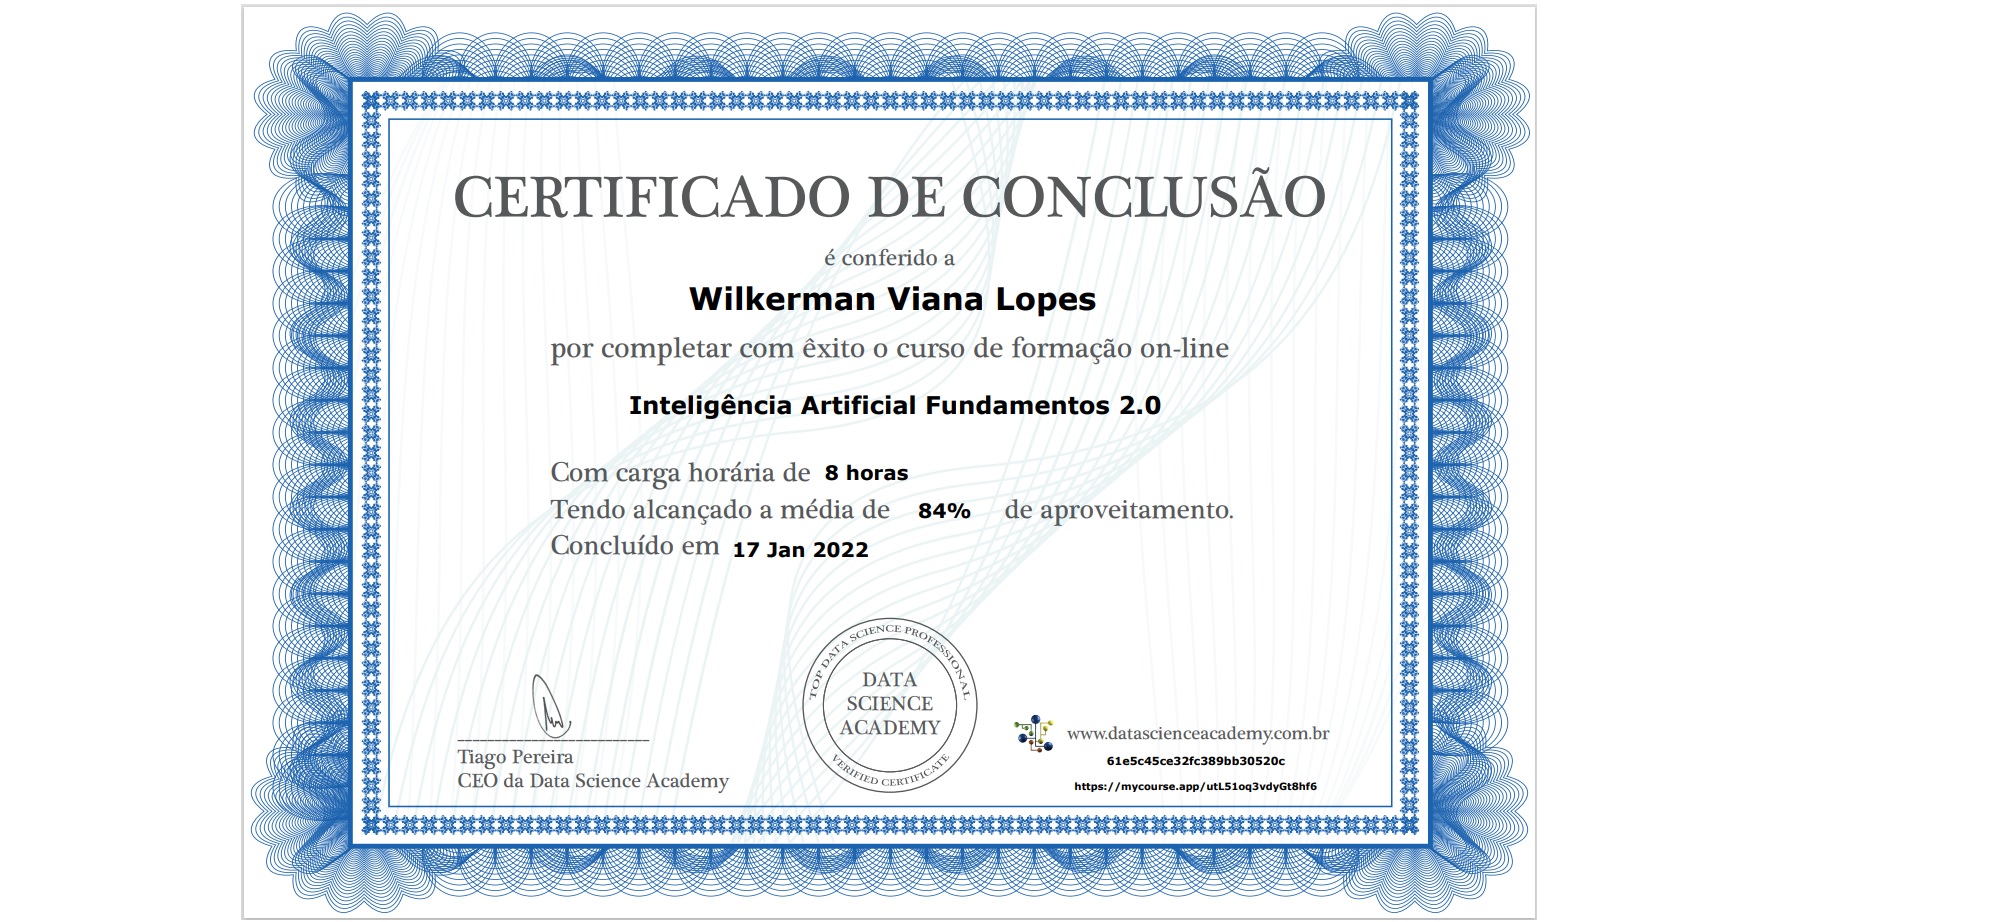 CERTIFICADO DE CONCLUSÃO
é conferido a
Wilkerman Viana Lopes
por completar com êxito o curso de formação on-line
Inteligência Artificial Fundamentos 2.0
Com carga horária de 8 horas
Tendo alcançado a média de 84% de aproveitamento.
Concluído em 17 Jan 2022
Tiago Pereira
CEO da Data Science Academy
TOP DATA SCIENCE PROFESSIONAL
DATA
SCIENCE
ACADEMY
VERIFIED CERTIFICATE
www.datascienceacademy.com.br
61e5c45ce32fc389bb30520c
https://mycourse.app/utL51oq3vdyGt8hf6